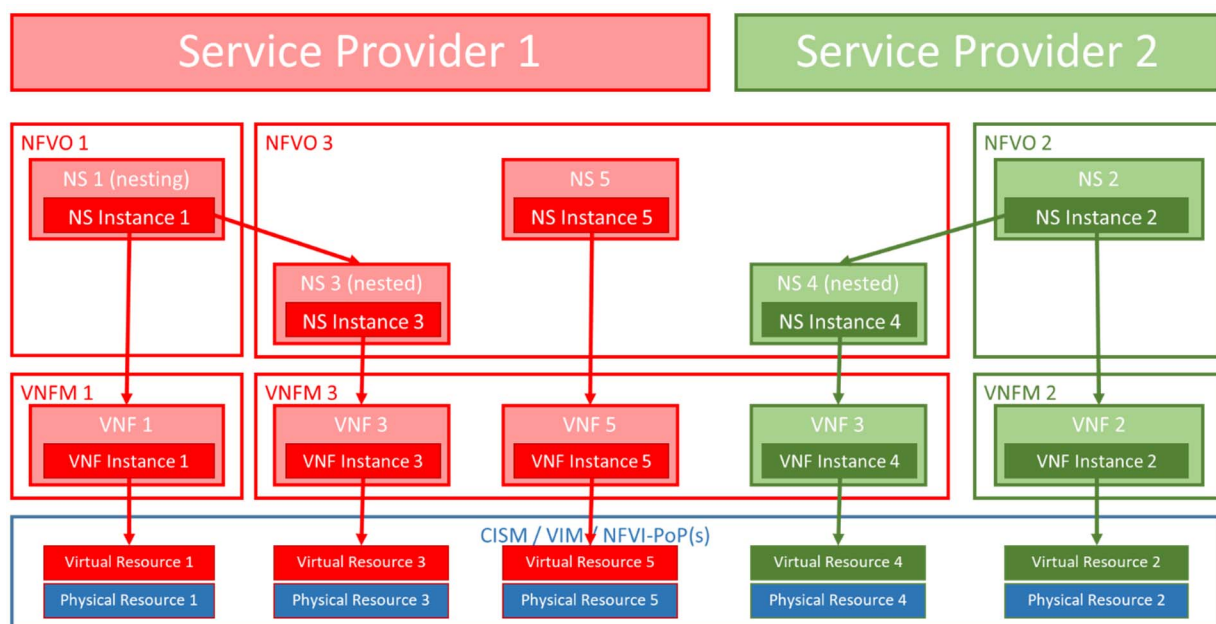 Service Provider 1
Service Provider 2
NFVO 1
NS 1 (nesting)
NS Instance 1
NFVO 3
NS 5
NS Instance 5
NS 3 (nested)
NS Instance 3
NS 4 (nested)
NS Instance 4
NFVO 2
NS 2
NS Instance 2
VNFM 1
VNF 1
VNF Instance 1
VNFM 3
VNF 3
VNF Instance 3
VNF 5
VNF Instance 5
VNF 3
VNF Instance 4
VNFM 2
VNF 2
VNF Instance 2
CISM / VIM / NFVI-PoP(s)
Virtual Resource 1
Physical Resource 1
Virtual Resource 3
Physical Resource 3
Virtual Resource 5
Physical Resource 5
Virtual Resource 4
Physical Resource 4
Virtual Resource 2
Physical Resource 2